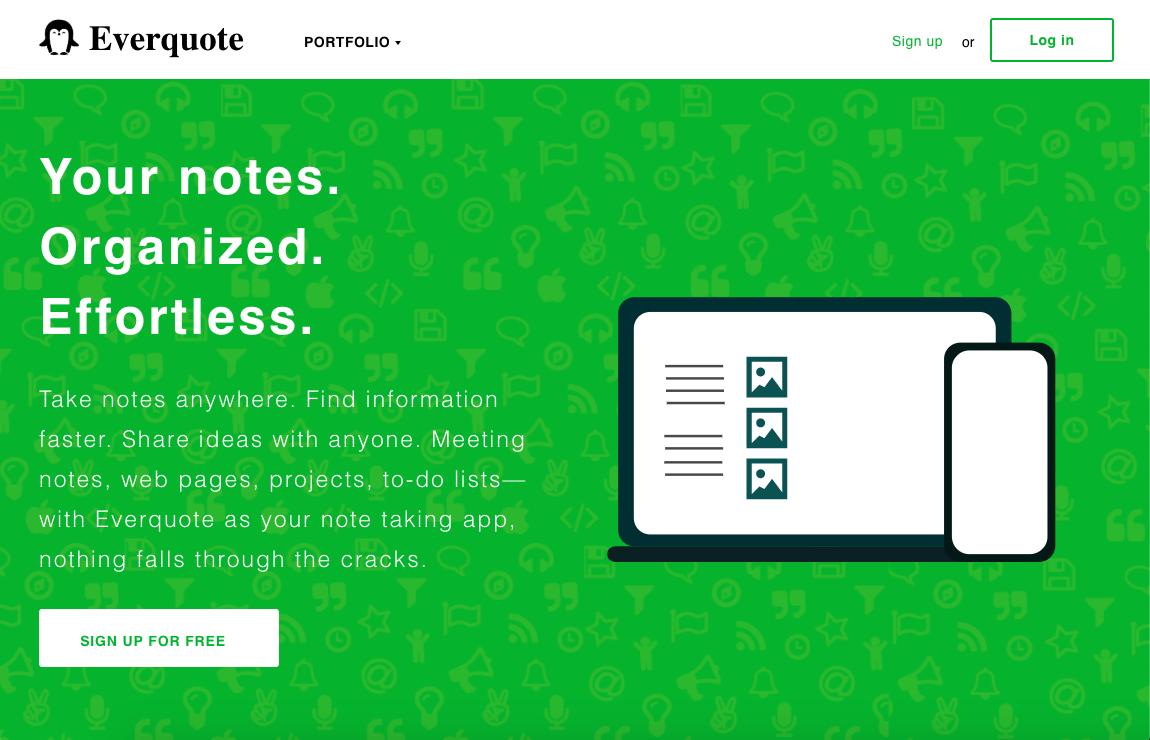 Everquote
PORTFOLIO
Sign up
or
Log in
Your notes.
Organized.
Effortless.
Take notes anywhere. Find information
faster. Share ideas with anyone. Meeting
notes, web pages, projects, to-do lists—
with Everquote as your note taking app,
nothing falls through the cracks.
SIGN UP FOR FREE